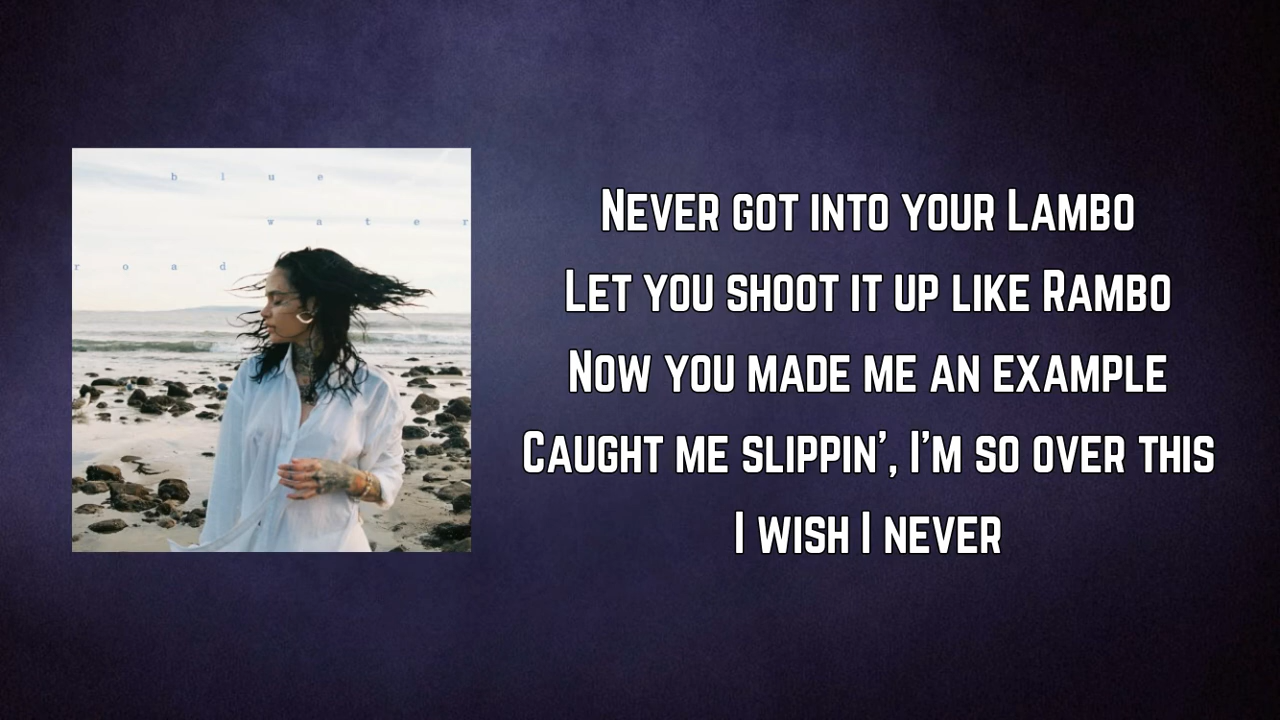 b l u e
w a t e r
r o a d
Never got into your Lambo
Let you shoot it up like Rambo
Now you made me an example
Caught me slippin’, I’m so over this
I wish I never